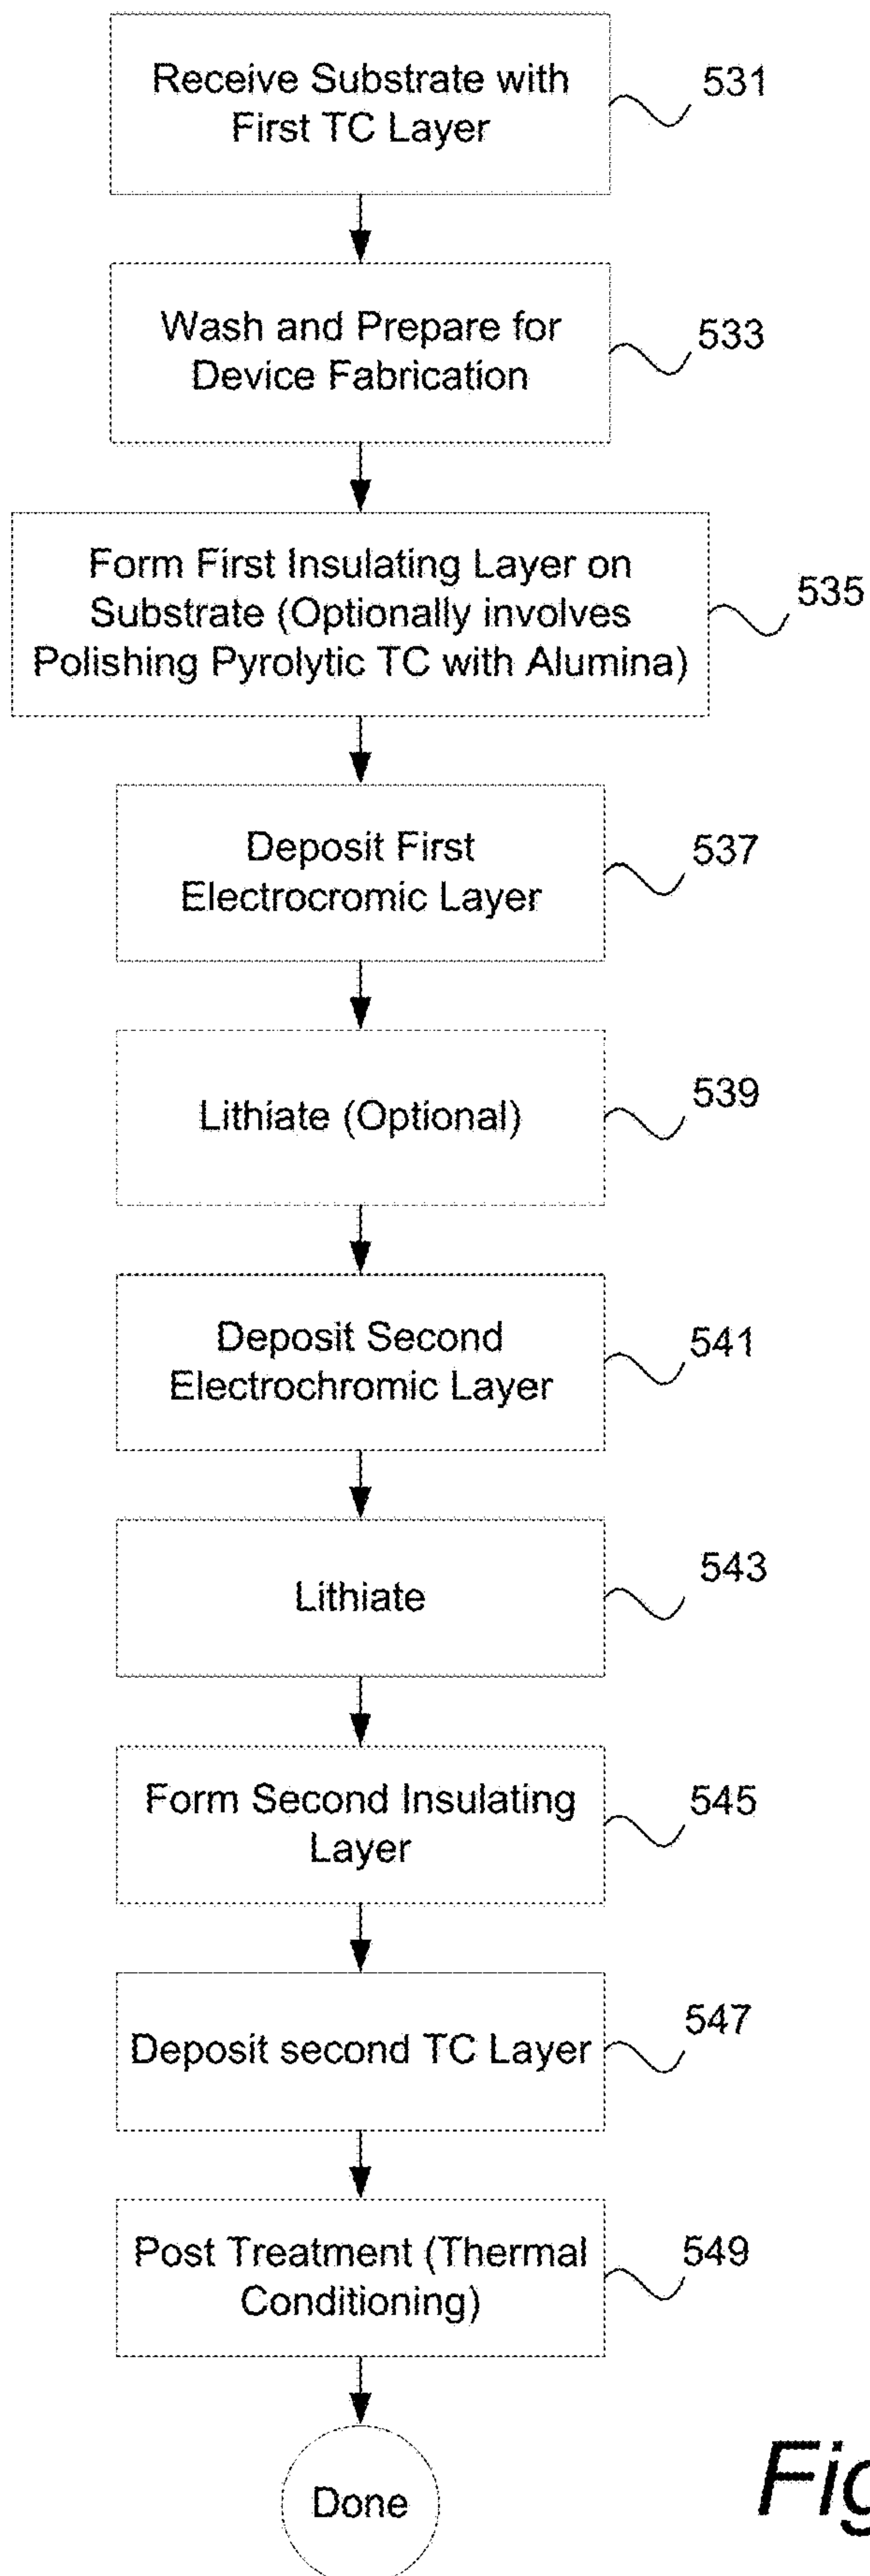 Receive Substrate with
First TC Layer
531
Wash and Prepare for
Device Fabrication
533
Form First Insulating Layer on
Substrate (Optionally involves
Polishing Pyrolytic TC with Alumina)
535
Deposit First
Electrocromic Layer
537
Lithiate (Optional)
539
Deposit Second
Electrochromic Layer
541
Lithiate
543
Form Second Insulating
Layer
545
Deposit second TC Layer
547
Post Treatment (Thermal
Conditioning)
549
Done
Fig